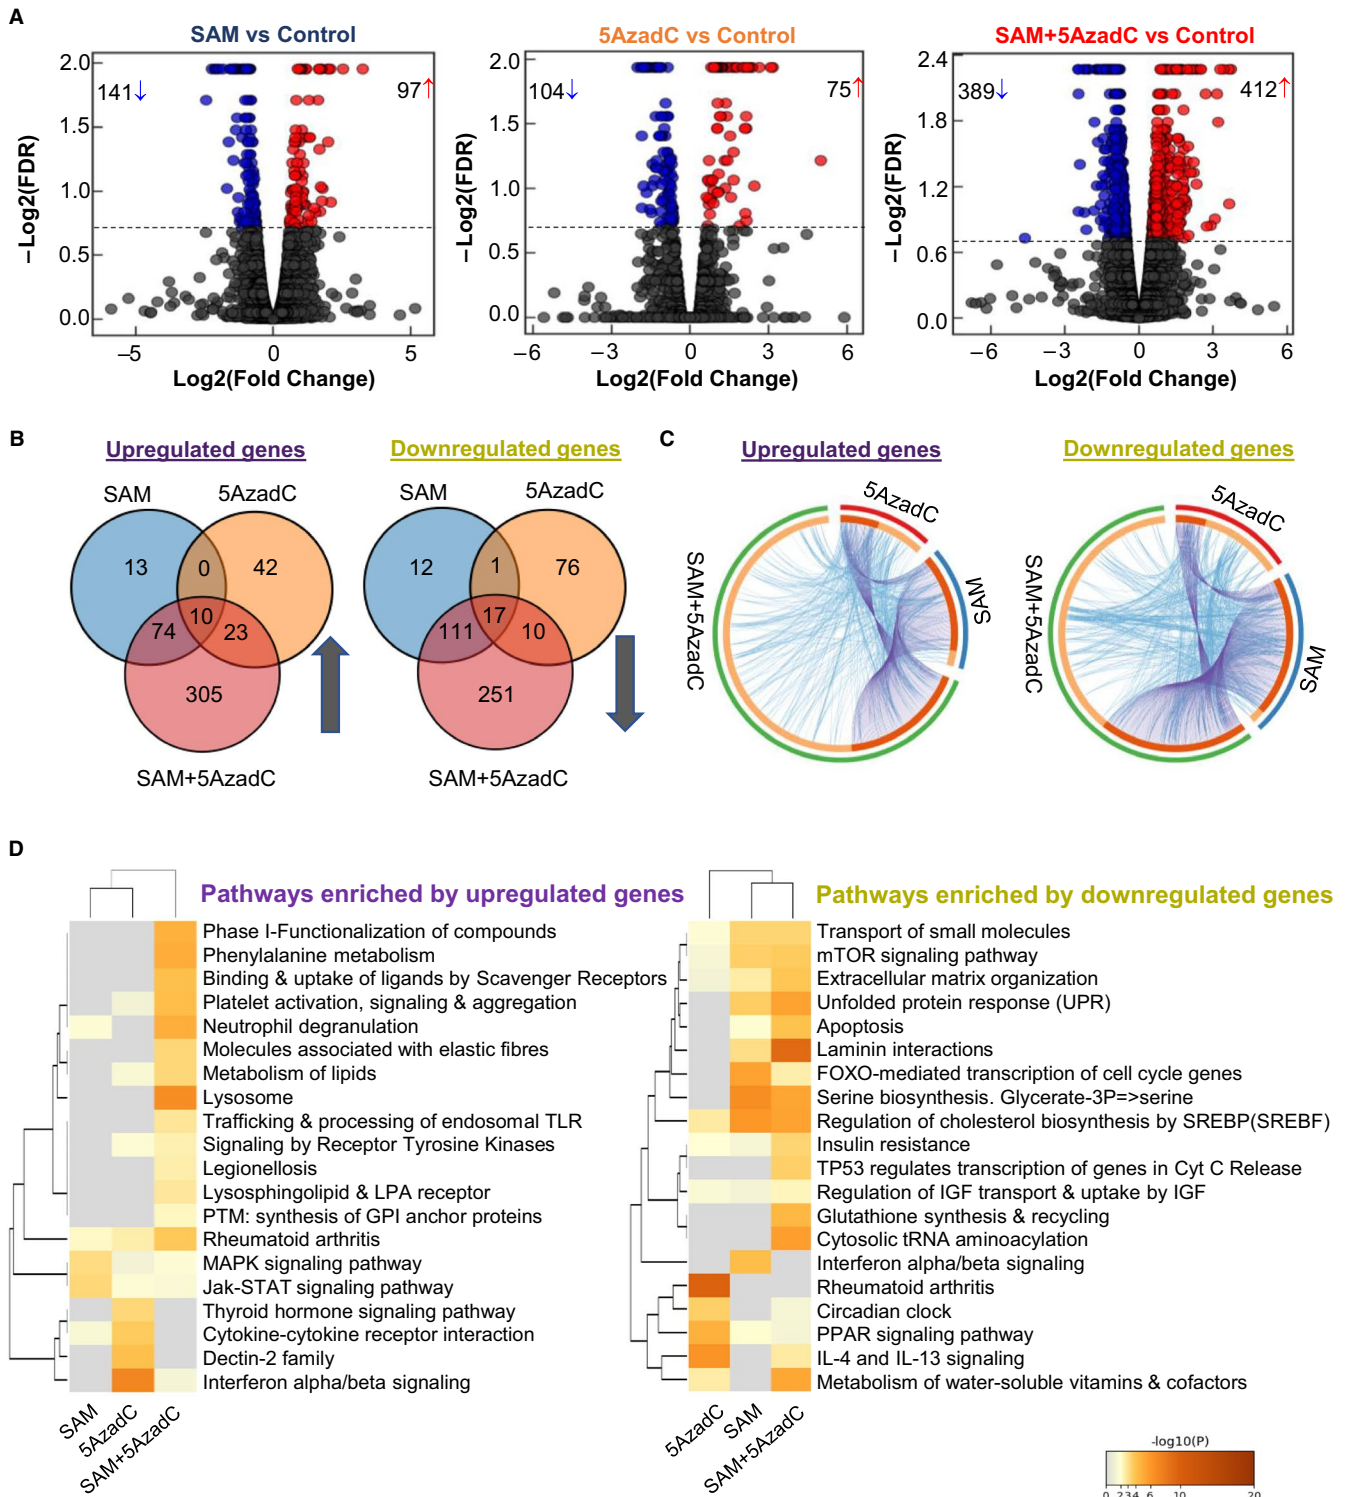 A
SAM vs Control
5AzadC vs Control
SAM+5AzadC vs Control
2.0
1.5
1.0
0.5
0.0
−Log2(FDR)
141↓
97↑
−5
0
5
Log2(Fold Change)
2.0
1.5
1.0
0.5
0.0
−Log2(FDR)
104↓
75↑
−6
−3
0
3
6
Log2(Fold Change)
2.4
1.8
1.2
0.6
0.0
−Log2(FDR)
389↓
412↑
−6
−3
0
3
6
Log2(Fold Change)
B
Upregulated genes
SAM
5AzadC
13
0
42
10
74
23
305
SAM+5AzadC
Downregulated genes
SAM
5AzadC
12
1
76
17
111
10
251
SAM+5AzadC
C
Upregulated genes
5AzadC
SAM
SAM+5AzadC
Downregulated genes
5AzadC
SAM
SAM+5AzadC
D
Pathways enriched by upregulated genes
Phase I-Functionalization of compounds
Phenylalanine metabolism
Binding & uptake of ligands by Scavenger Receptors
Platelet activation, signaling & aggregation
Neutrophil degranulation
Molecules associated with elastic fibres
Metabolism of lipids
Lysosome
Trafficking & processing of endosomal TLR
Signaling by Receptor Tyrosine Kinases
Legionellosis
Lysosphingolipid & LPA receptor
PTM: synthesis of GPI anchor proteins
Rheumatoid arthritis
MAPK signaling pathway
Jak-STAT signaling pathway
Thyroid hormone signaling pathway
Cytokine-cytokine receptor interaction
Dectin-2 family
Interferon alpha/beta signaling
SAM
5AzadC
SAM+5AzadC
Pathways enriched by downregulated genes
Transport of small molecules
mTOR signaling pathway
Extracellular matrix organization
Unfolded protein response (UPR)
Apoptosis
Laminin interactions
FOXO-mediated transcription of cell cycle genes
Serine biosynthesis. Glycerate-3P=>serine
Regulation of cholesterol biosynthesis by SREBP(SREBF)
Insulin resistance
TP53 regulates transcription of genes in Cyt C Release
Regulation of IGF transport & uptake by IGF
Glutathione synthesis & recycling
Cytosolic tRNA aminoacylation
Interferon alpha/beta signaling
Rheumatoid arthritis
Circadian clock
PPAR signaling pathway
IL-4 and IL-13 signaling
Metabolism of water-soluble vitamins & cofactors
5AzadC
SAM
SAM+5AzadC
-log10(P)
0 2 3 4 6 10 20